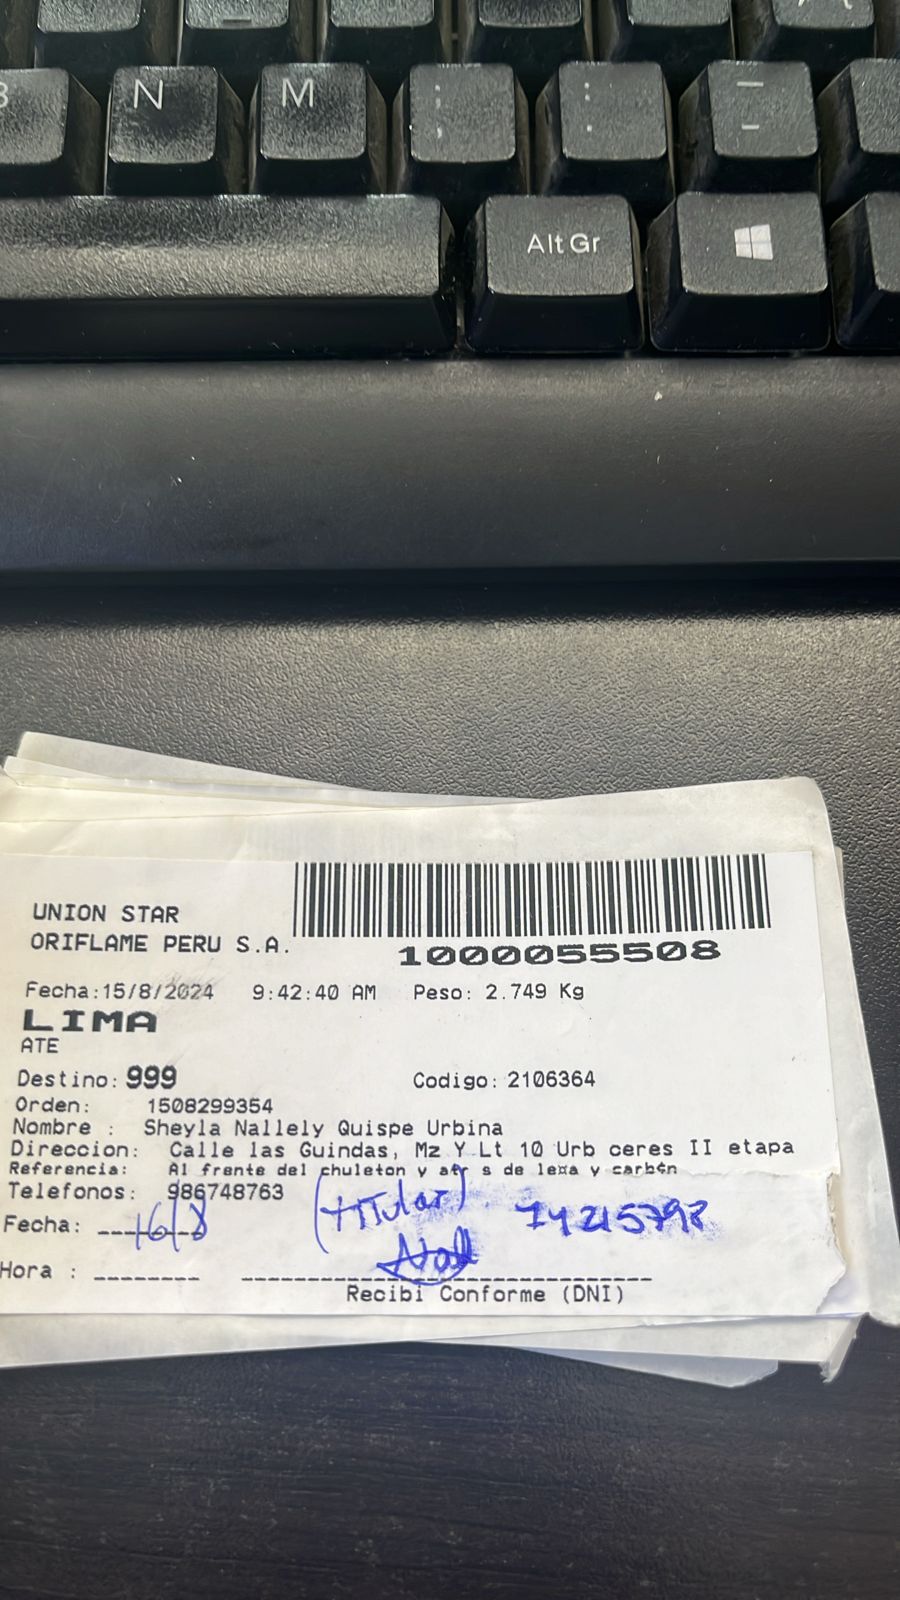 B N M ; , : . _ -
Alt Gr
UNION STAR
ORIFLAME PERU S.A.
1000055508
Fecha:15/8/2024 9:42:40 AM Peso: 2.749 Kg
LIMA
ATE
Destino: 999 Codigo: 2106364
Orden: 1508299354
Nombre : Sheyla Nallely Quispe Urbina
Direccion: Calle las Guindas, Mz Y Lt 10 Urb ceres II etapa
Referencia: Al frente del chuleton y atr s de leña y carb¢n
Telefonos: 986748763
(Titular)
Fecha: 16/8
Hora :
Recibi Conforme (DNI)